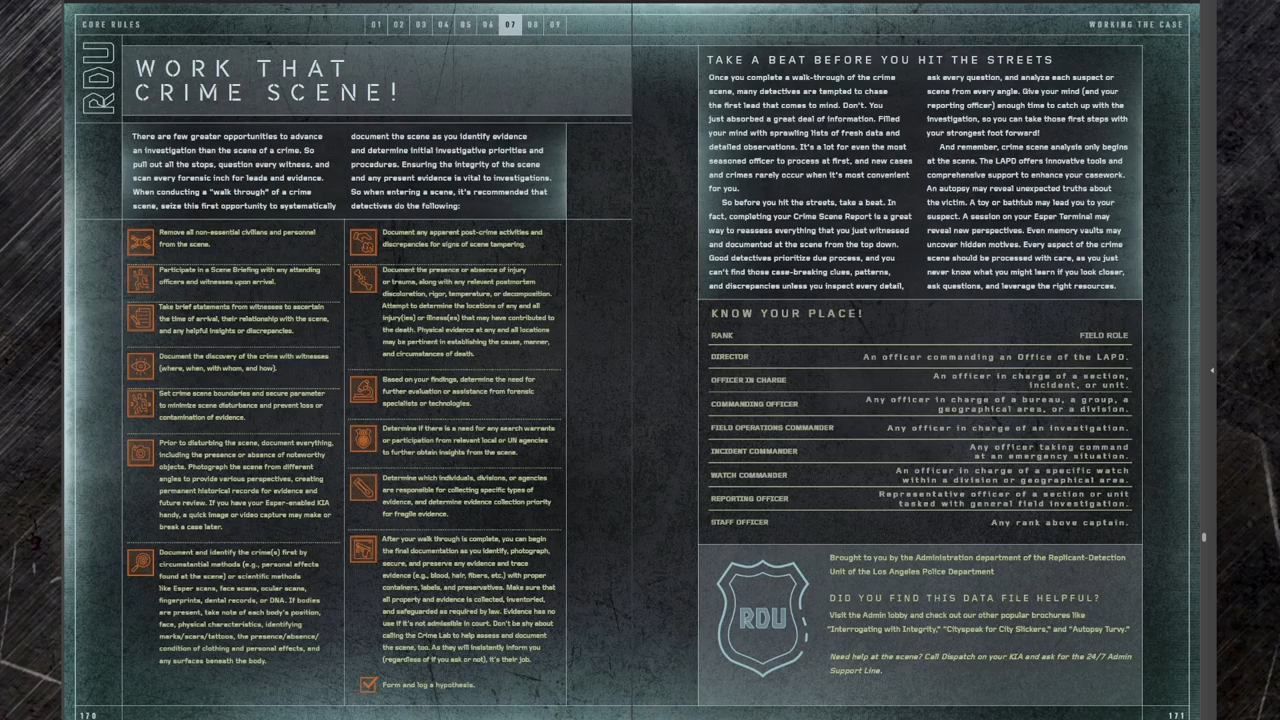 CORE RULES
01 02 03 04 05 06 07 08 09
WORKING THE CASE
RDU
WORK THAT
CRIME SCENE!
There are few greater opportunities to advance
an investigation than the scene of a crime. So
pull out all the stops, question every witness, and
scan every forensic inch for leads and evidence.
When conducting a "walk through" of a crime
scene, seize this first opportunity to systematically
document the scene as you identify evidence
and determine initial investigative priorities and
procedures. Ensuring the integrity of the scene
and any present evidence is vital to investigations.
So when entering a scene, it's recommended that
detectives do the following:
Remove all non-essential civilians and personnel
from the scene.
Participate in a Scene Briefing with any attending
officers and witnesses upon arrival.
Take brief statements from witnesses to ascertain
the time of arrival, their relationship with the scene,
and any helpful insights or discrepancies.
Document the discovery of the crime with witnesses
(where, when, with whom, and how).
Set crime scene boundaries and secure parameter
to minimize scene disturbance and prevent loss or
contamination of evidence.
Prior to disturbing the scene, document everything,
including the presence or absence of noteworthy
objects. Photograph the scene from different
angles to provide various perspectives, creating
permanent historical records for evidence and
future review. If you have your Esper-enabled KIA
handy, a quick image or video capture may make or
break a case later.
Document and identify the crime(s) first by
circumstantial methods (e.g., personal effects
found at the scene) or scientific methods
like Esper scans, face scans, ocular scans,
fingerprints, dental records, or DNA. If bodies
are present, take note of each body's position,
face, physical characteristics, identifying
marks/scars/tattoos, the presence/absence/
condition of clothing and personal effects, and
any surfaces beneath the body.
Document any apparent post-crime activities and
discrepancies for signs of scene tampering.
Document the presence or absence of injury
or trauma, along with any relevant postmortem
discoloration, rigor, temperature, or decomposition.
Attempt to determine the locations of any and all
injury(ies) or illness(es) that may have contributed to
the death. Physical evidence at any and all locations
may be pertinent in establishing the cause, manner,
and circumstances of death.
Based on your findings, determine the need for
further evaluation or assistance from forensic
specialists or technologies.
Determine if there is a need for any search warrants
or participation from relevant local or UN agencies
to further obtain insights from the scene.
Determine which individuals, divisions, or agencies
are responsible for collecting specific types of
evidence, and determine evidence collection priority
for fragile evidence.
After your walk through is complete, you can begin
the final documentation as you identify, photograph,
secure, and preserve any evidence and trace
evidence (e.g., blood, hair, fibers, etc.) with proper
containers, labels, and preservatives. Make sure that
all property and evidence is collected, inventoried,
and safeguarded as required by law. Evidence has no
use if it's not admissible in court. Don't be shy about
calling the Crime Lab to help assess and document
the scene, too. As they will insistently inform you
(regardless of if you ask or not), it's their job.
Form and log a hypothesis.
170
TAKE A BEAT BEFORE YOU HIT THE STREETS
Once you complete a walk-through of the crime
scene, many detectives are tempted to chase
the first lead that comes to mind. Don't. You
just absorbed a great deal of information. Filled
your mind with sprawling lists of fresh data and
detailed observations. It's a lot for even the most
seasoned officer to process at first, and new cases
and crimes rarely occur when it's most convenient
for you.
So before you hit the streets, take a beat. In
fact, completing your Crime Scene Report is a great
way to reassess everything that you just witnessed
and documented at the scene from the top down.
Good detectives prioritize due process, and you
can't find those case-breaking clues, patterns,
and discrepancies unless you inspect every detail,
ask every question, and analyze each suspect or
scene from every angle. Give your mind (and your
reporting officer) enough time to catch up with the
investigation, so you can take those first steps with
your strongest foot forward!
And remember, crime scene analysis only begins
at the scene. The LAPD offers innovative tools and
comprehensive support to enhance your casework.
An autopsy may reveal unexpected truths about
the victim. A toy or bathtub may lead you to your
suspect. A session on your Esper Terminal may
reveal new perspectives. Even memory vaults may
uncover hidden motives. Every aspect of the crime
scene should be processed with care, as you just
never know what you might learn if you look closer,
ask questions, and leverage the right resources.
KNOW YOUR PLACE!
RANK FIELD ROLE
DIRECTOR An officer commanding an Office of the LAPD.
OFFICER IN CHARGE An officer in charge of a section,
incident, or unit.
COMMANDING OFFICER Any officer in charge of a bureau, a group, a
geographical area, or a division.
FIELD OPERATIONS COMMANDER Any officer in charge of an investigation.
INCIDENT COMMANDER Any officer taking command
at an emergency situation.
WATCH COMMANDER An officer in charge of a specific watch
within a division or geographical area.
REPORTING OFFICER Representative officer of a section or unit
tasked with general field investigation.
STAFF OFFICER Any rank above captain.
RDU
Brought to you by the Administration department of the Replicant-Detection
Unit of the Los Angeles Police Department
DID YOU FIND THIS DATA FILE HELPFUL?
Visit the Admin lobby and check out our other popular brochures like
"Interrogating with Integrity," "Cityspeak for City Slickers," and "Autopsy Turvy."
Need help at the scene? Call Dispatch on your KIA and ask for the 24/7 Admin
Support Line.
171